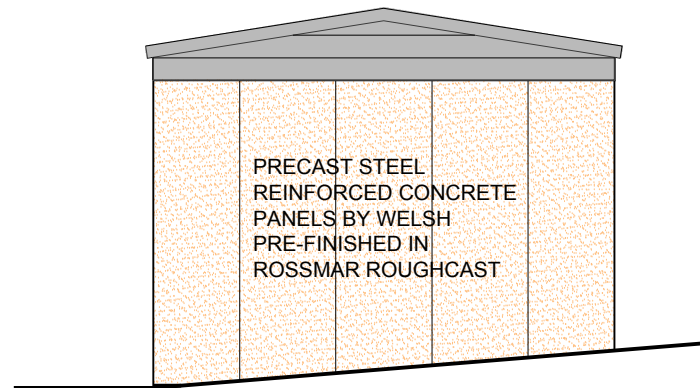 PRECAST STEEL
REINFORCED CONCRETE
PANELS BY WELSH
PRE-FINISHED IN
ROSSMAR ROUGHCAST